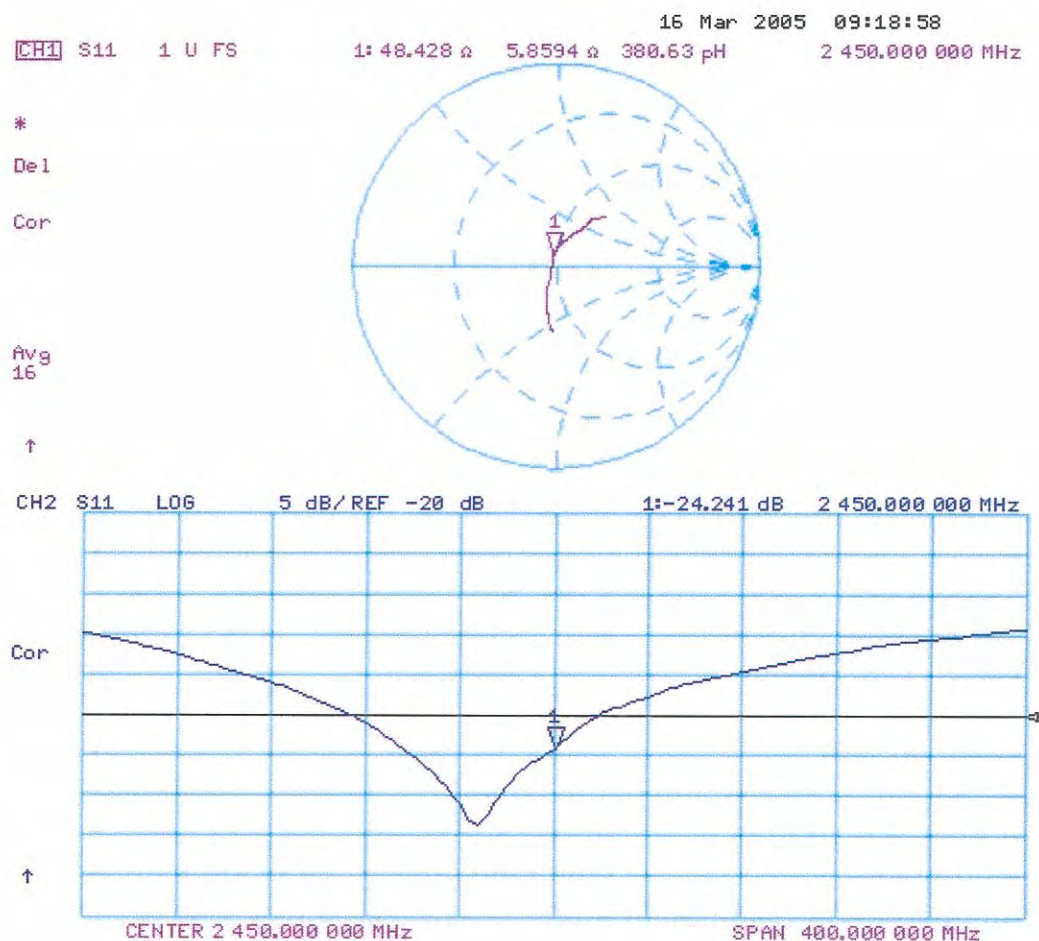 16 Mar 2005 09:18:58
CH1 S11 1 U FS 1: 48.428 Ω 5.8594 Ω 380.63 pH 2 450.000 000 MHz
*
Del
Cor
1
Avg
16
↑
CH2 S11 LOG 5 dB/REF -20 dB 1:-24.241 dB 2 450.000 000 MHz
Cor
1
↑
CENTER 2 450.000 000 MHz SPAN 400.000 000 MHz